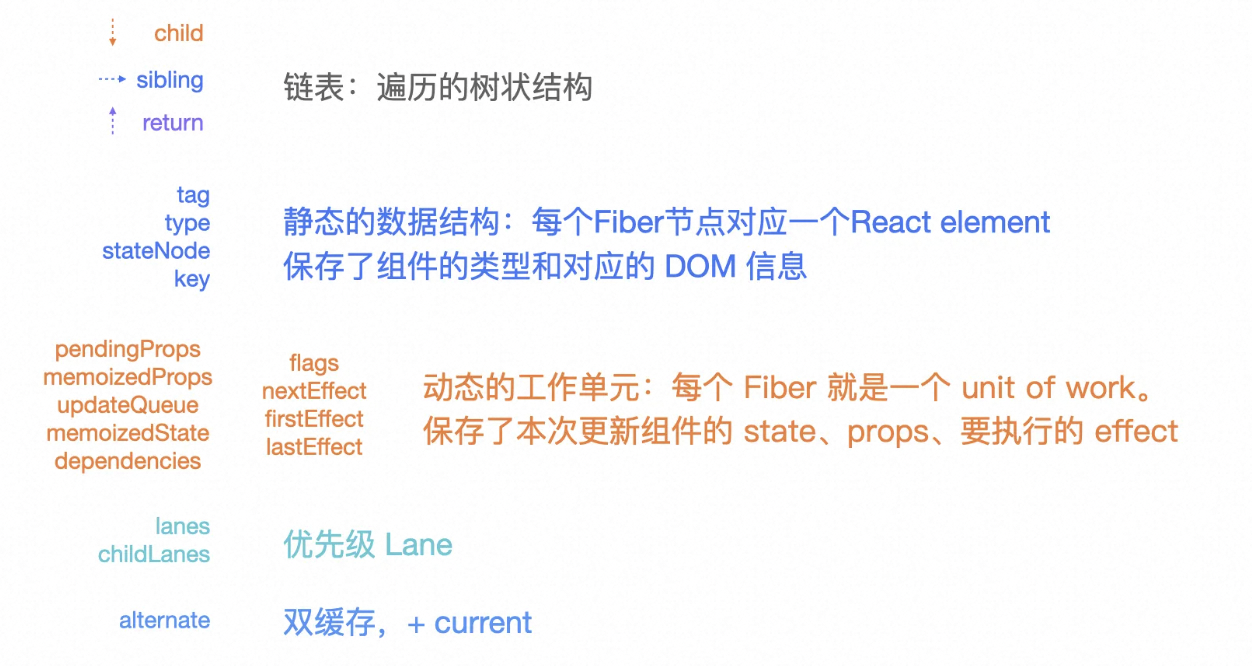 child
sibling
return
链表：遍历的树状结构
tag
type
stateNode
key
静态的数据结构：每个Fiber节点对应一个React element
保存了组件的类型和对应的 DOM 信息
pendingProps
memoizedProps
updateQueue
memoizedState
dependencies
flags
nextEffect
firstEffect
lastEffect
动态的工作单元：每个 Fiber 就是一个 unit of work。
保存了本次更新组件的 state、props、要执行的 effect
lanes
childLanes
优先级 Lane
alternate
双缓存，+ current